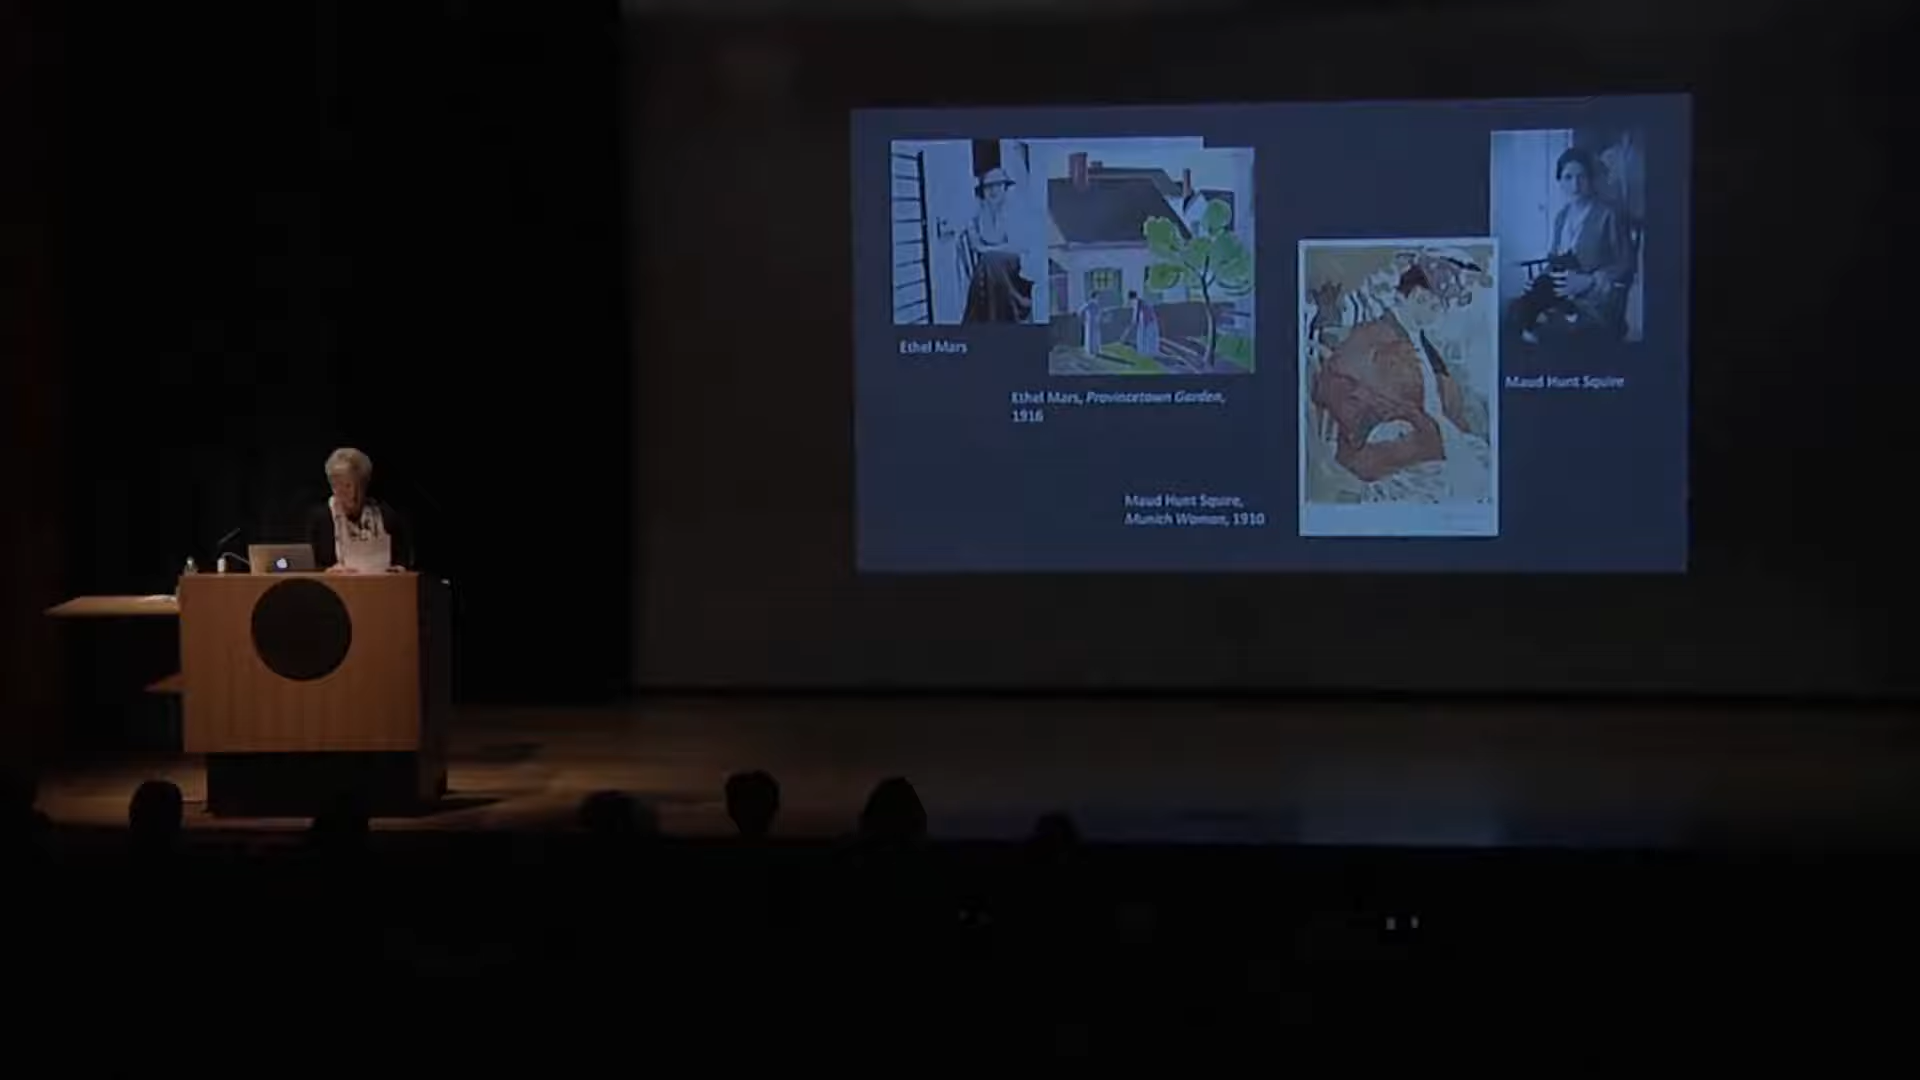 Ethel Mars
Ethel Mars, Provincetown Garden,
1916
Maud Hunt Squire
Maud Hunt Squire,
Munich Woman, 1910